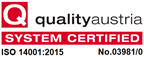 Q qualityaustria
SYSTEM CERTIFIED
ISO 14001:2015 No.03981/0